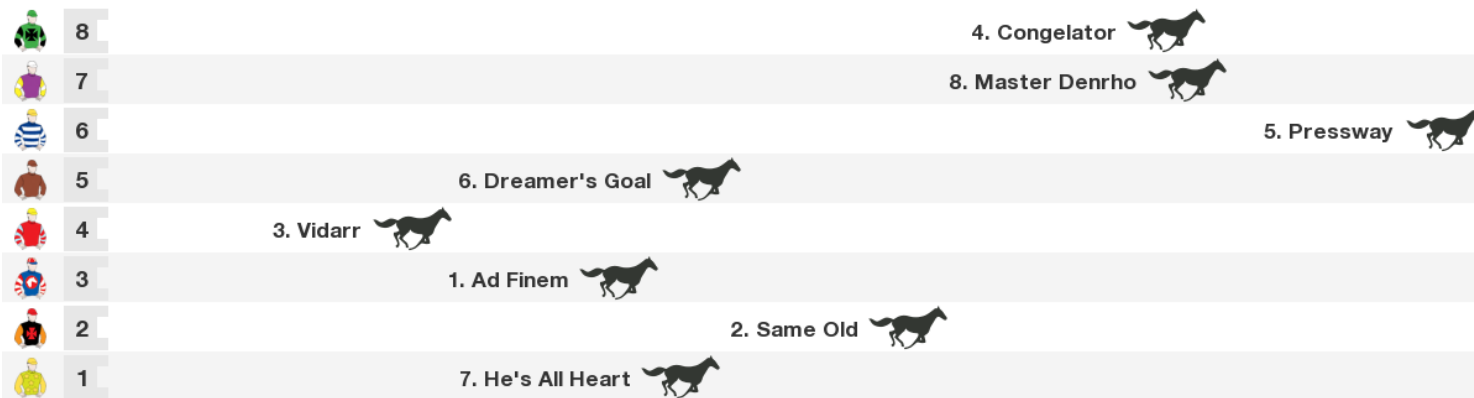 8 4. Congelator
7 8. Master Denrho
6 5. Pressway
5 6. Dreamer's Goal
4 3. Vidarr
3 1. Ad Finem
2 2. Same Old
1 7. He's All Heart